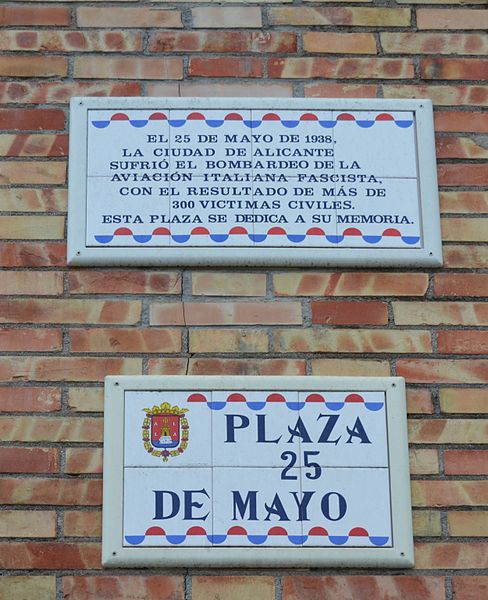 EL 25 DE MAYO DE 1938,
LA CIUDAD DE ALICANTE
SUFRIÓ EL BOMBARDEO DE LA
AVIACIÓN ITALIANA FASCISTA,
CON EL RESULTADO DE MÁS DE
300 VICTIMAS CIVILES.
ESTA PLAZA SE DEDICA A SU MEMORIA.
PLAZA
25
DE MAYO